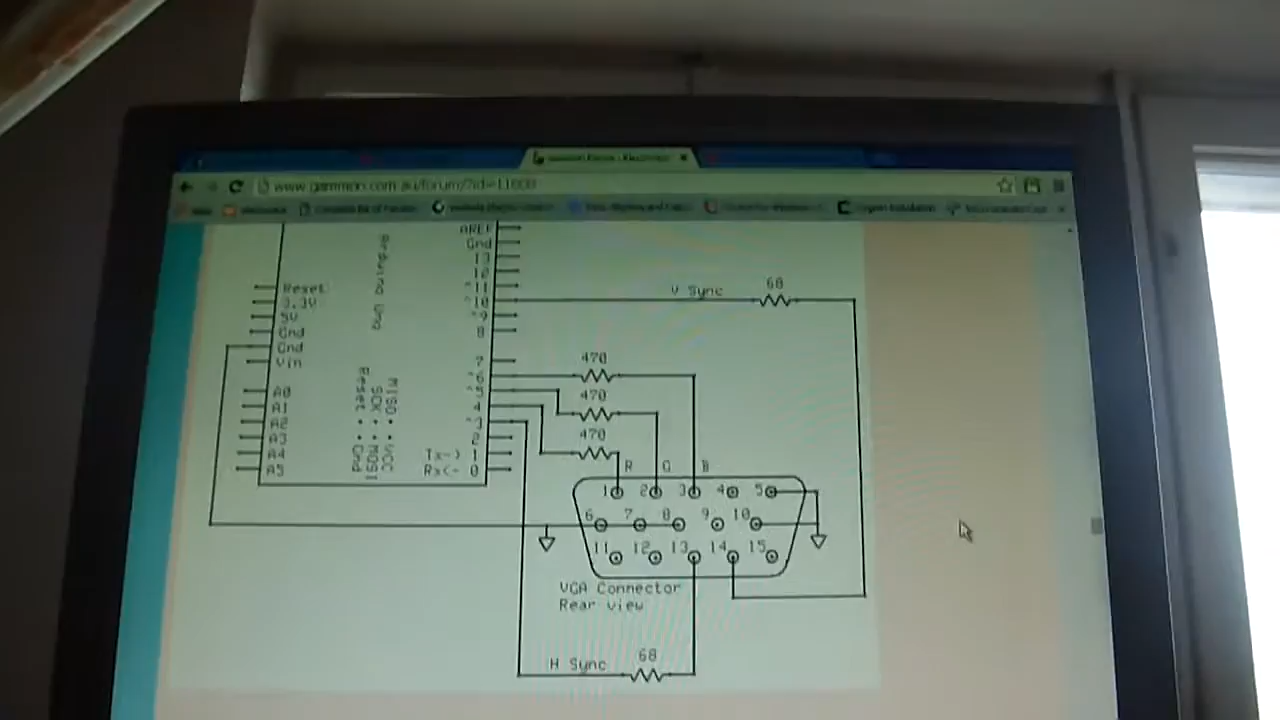 www.gammon.com.au/forum/?id=11608
AREF
Gnd
13
12
~11
~10
~9
8
7
~6
~5
4
~3
2
Tx-> 1
Rx<- 0
Reset
3.3V
5V
Gnd
Gnd
Vin
A0
A1
A2
A3
A4
A5
Arduino Uno
MISO • • VCC
SCK • • MOSI
Reset • • Gnd
V Sync
68
470
470
470
R G B
1 2 3 4 5
6 7 8 9 10
11 12 13 14 15
VGA Connector
Rear view
H Sync
68